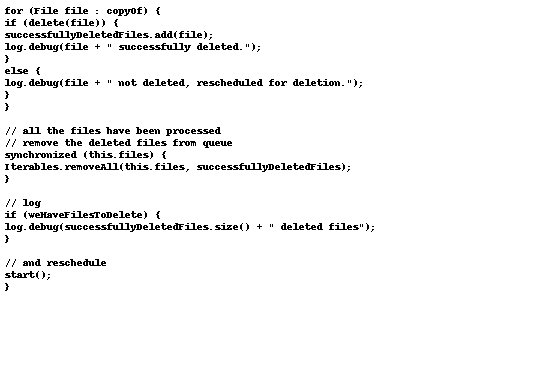 for (File file : copyOf) {
if (delete(file)) {
successfullyDeletedFiles.add(file);
log.debug(file + " successfully deleted.");
}
else {
log.debug(file + " not deleted, rescheduled for deletion.");
}
}

// all the files have been processed
// remove the deleted files from queue
synchronized (this.files) {
Iterables.removeAll(this.files, successfullyDeletedFiles);
}

// log
if (weHaveFilesToDelete) {
log.debug(successfullyDeletedFiles.size() + " deleted files");
}

// and reschedule
start();
}